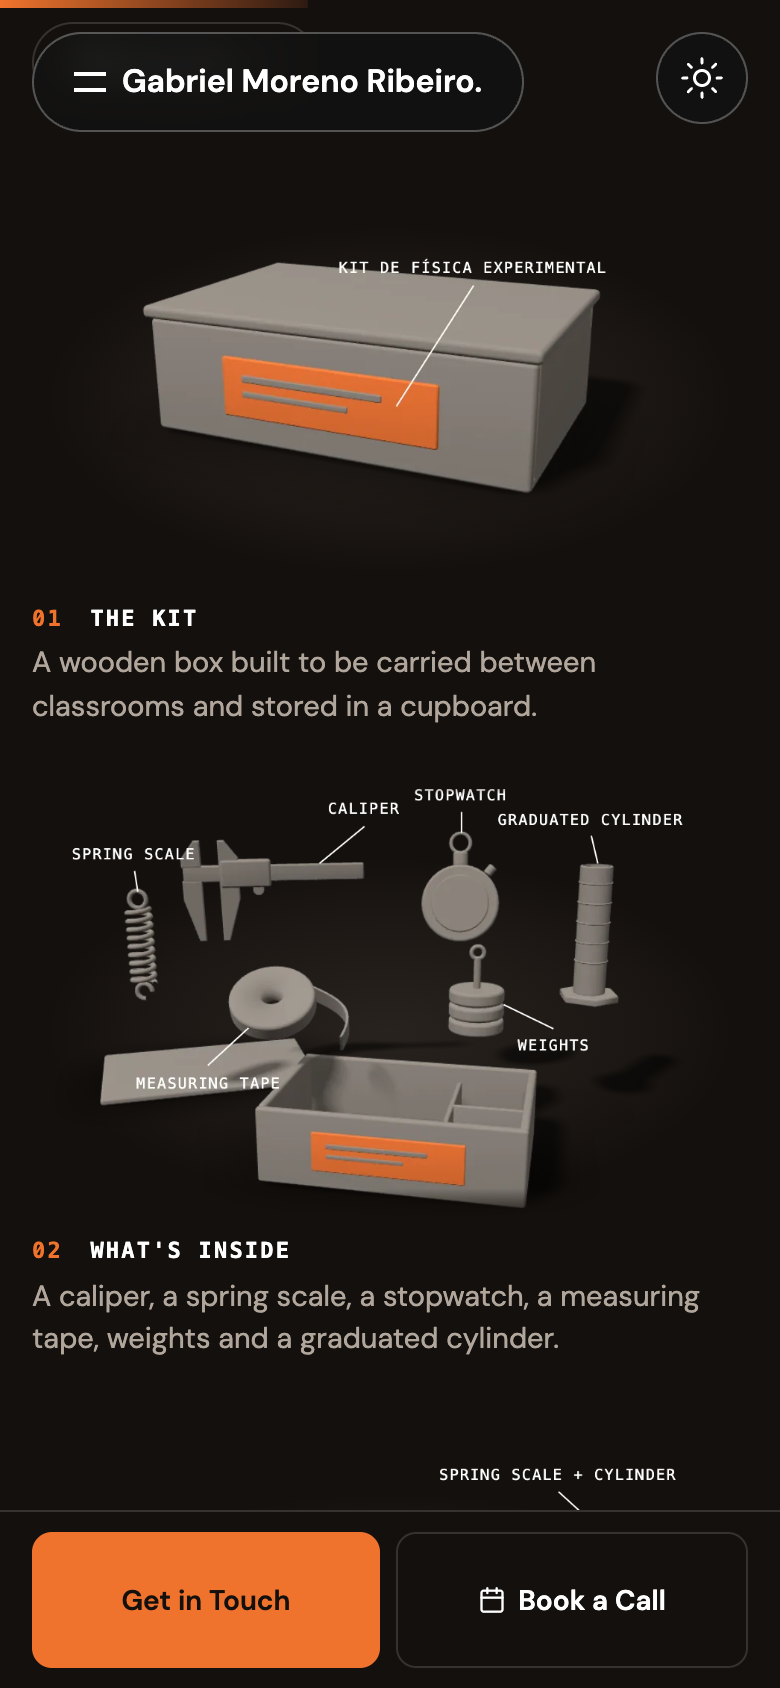 Gabriel Moreno Ribeiro.
KIT DE FÍSICA EXPERIMENTAL
01 THE KIT
A wooden box built to be carried between
classrooms and stored in a cupboard.
STOPWATCH
CALIPER
GRADUATED CYLINDER
SPRING SCALE
WEIGHTS
MEASURING TAPE
02 WHAT'S INSIDE
A caliper, a spring scale, a stopwatch, a measuring
tape, weights and a graduated cylinder.
SPRING SCALE + CYLINDER
Get in Touch
Book a Call